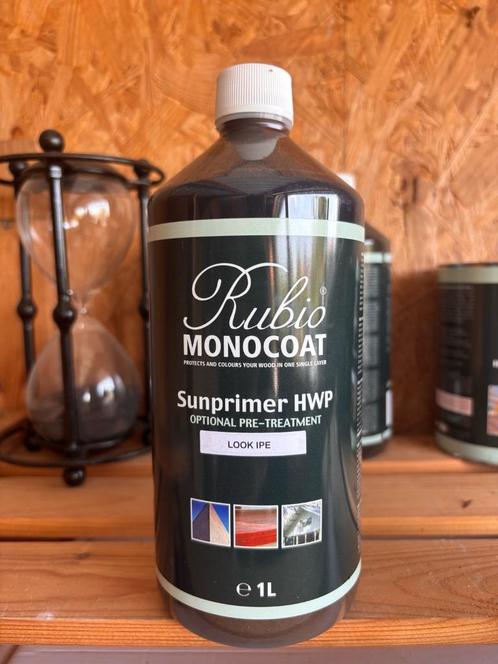 Rubio®
MONOCOAT
PROTECTS AND COLOURS YOUR WOOD IN ONE SINGLE LAYER
Sunprimer HWP
OPTIONAL PRE-TREATMENT
LOOK IPE
℮ 1L